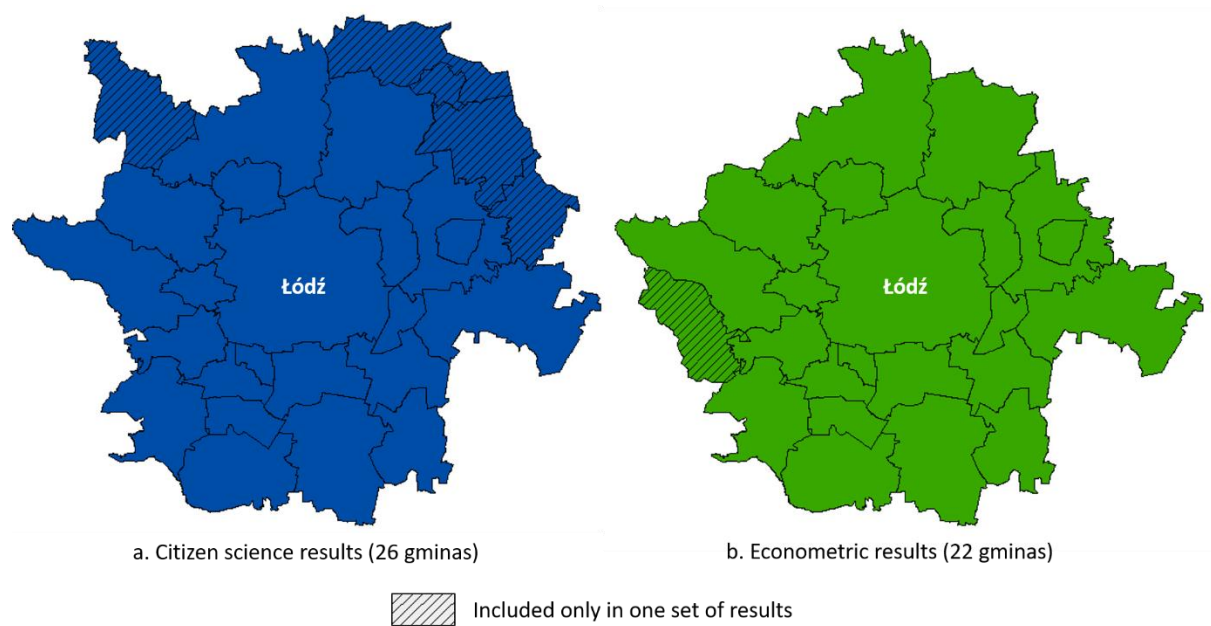 Łódź
Łódź
a. Citizen science results (26 gminas)
b. Econometric results (22 gminas)
Included only in one set of results